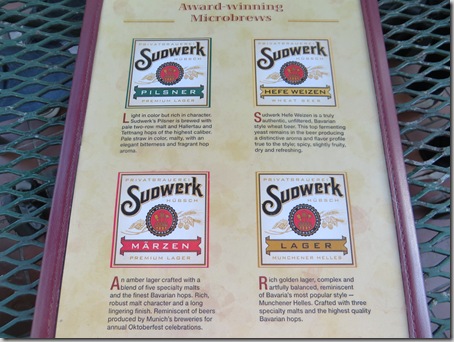 Award-winning
Microbrews
PRIVATBRAUEREI
SUDWERK
HÜBSCH
PILSNER
PREMIUM LAGER
Light in color but rich in character.
Sudwerk's Pilsner is brewed with
pale two-row malt and Hallertau and
Tettnang hops of the highest caliber.
Pale straw in color, malty, with an
elegant bitterness and fragrant hop
aroma.
PRIVATBRAUEREI
SUDWERK
HÜBSCH
HEFE WEIZEN
WHEAT BEER
Sudwerk Hefe Weizen is a truly
authentic, unfiltered, Bavarian
style wheat beer. This top fermenting
yeast remains in the beer producing
a distinctive aroma and flavor profile
true to the style; spicy, slightly fruity,
dry and refreshing.
PRIVATBRAUEREI
SUDWERK
HÜBSCH
MÄRZEN
PREMIUM LAGER
An amber lager crafted with a
blend of five specialty malts
and the finest Bavarian hops. Rich,
robust malt character and a long
lingering finish. Reminiscent of beers
produced by Munich's breweries for
annual Oktoberfest celebrations.
PRIVATBRAUEREI
SUDWERK
HÜBSCH
LAGER
MUNCHENER HELLES
Rich golden lager, complex and
artfully balanced, reminiscent
of Bavaria's most popular style –
Munchener Helles. Crafted with three
specialty malts and the highest quality
Bavarian hops.